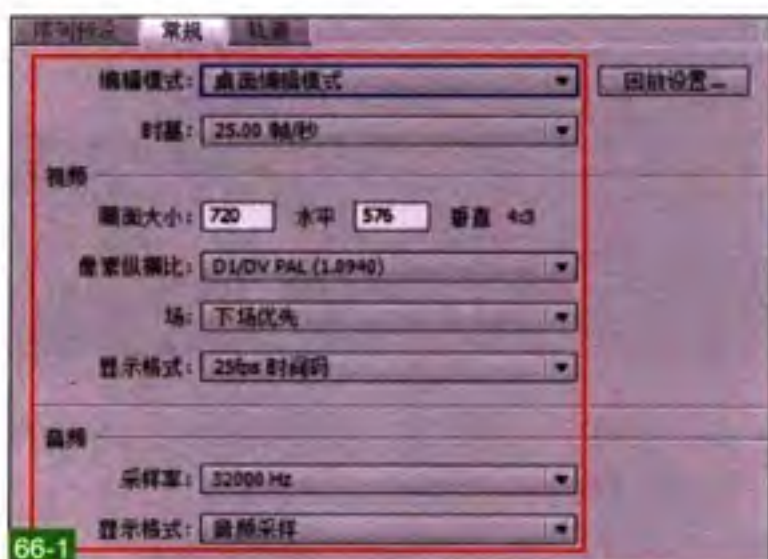 序列预设 常规 轨道
编辑模式: 桌面编辑模式 回放设置...
时基: 25.00 帧/秒
视频
画面大小: 720 水平 576 垂直 4:3
像素纵横比: D1/DV PAL (1.0940)
场: 下场优先
显示格式: 25fps 时间码
音频
采样率: 32000 Hz
显示格式: 音频采样
66-1